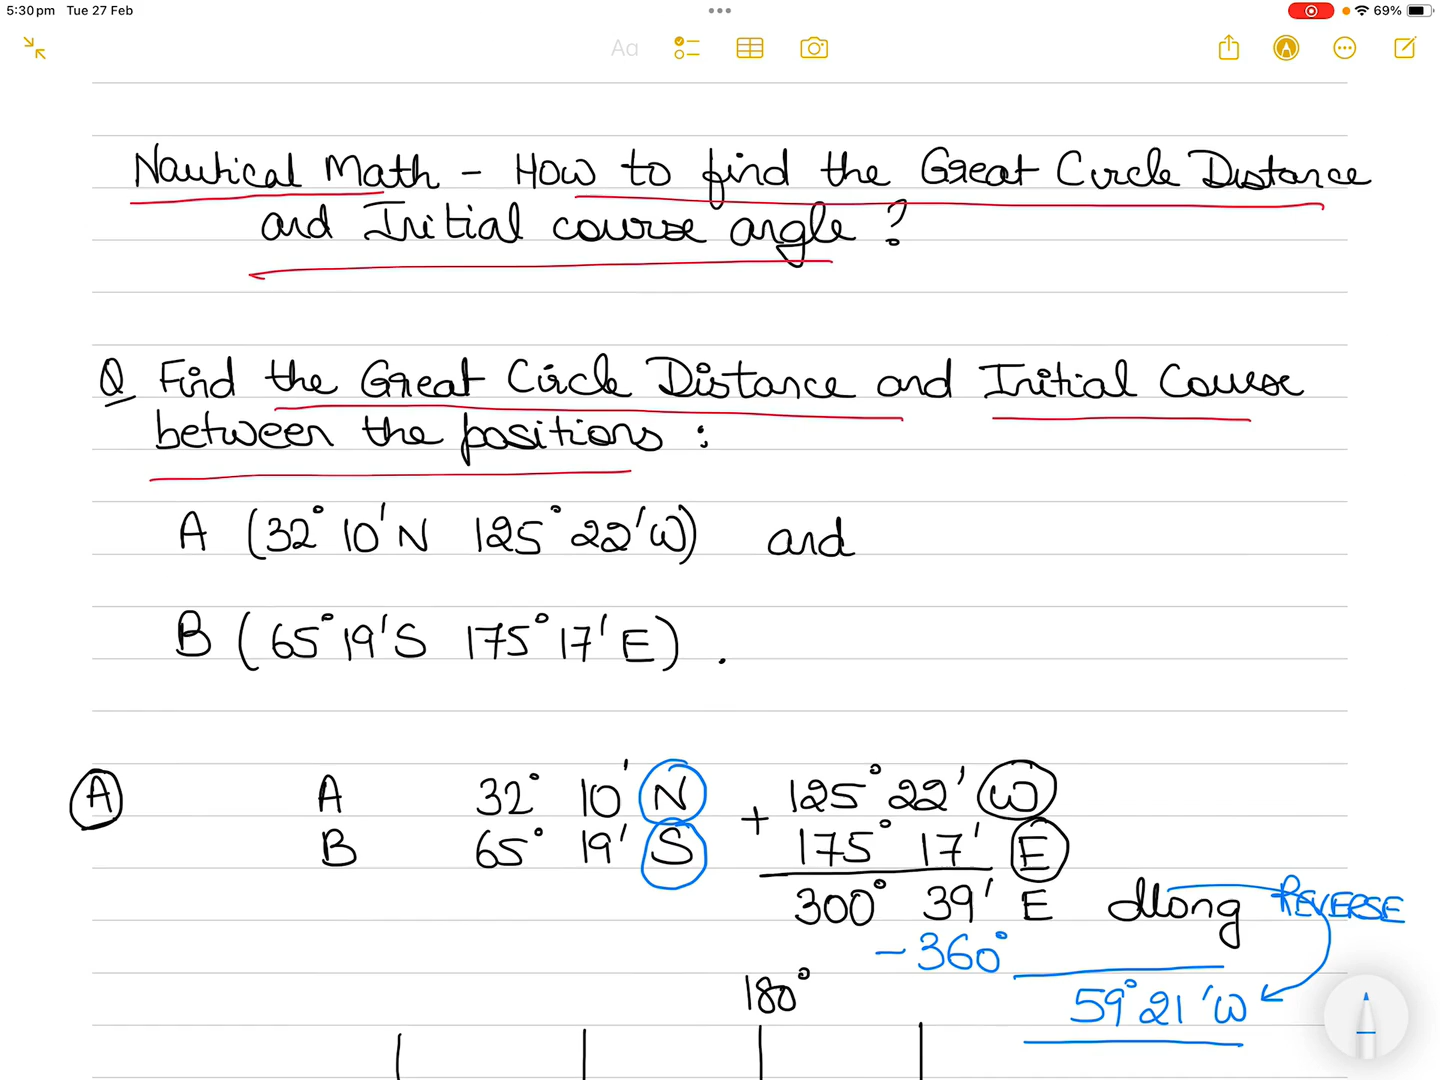 5:30 pm Tue 27 Feb
69%
Aa
Nautical Math - How to find the Great Circle Distance
and Initial course angle?
Q Find the Great Circle Distance and Initial Course
between the positions:
A (32° 10' N 125° 22' W) and
B (65° 19' S 175° 17' E).
A A 32° 10' N + 125° 22' W
B 65° 19' S 175° 17' E
300° 39' E dlong REVERSE
- 360°
180°
59° 21' W